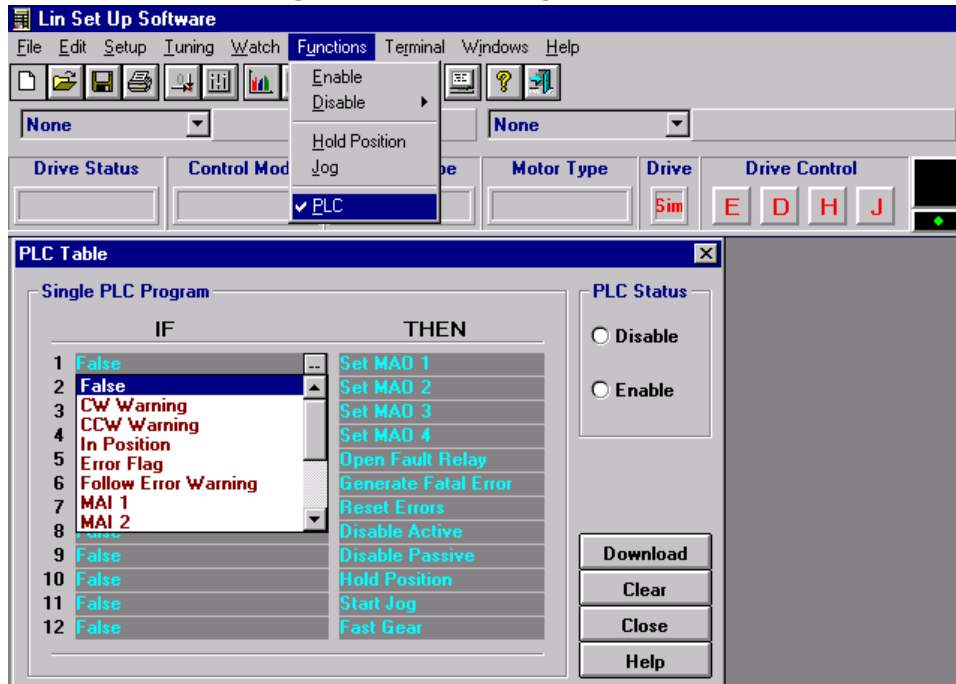 Lin Set Up Software
File Edit Setup Tuning Watch Functions Terminal Windows Help
Enable
Disable
Hold Position
Jog
PLC
None None
Drive Status Control Mod pe Motor Type Drive Drive Control
Sim E D H J
PLC Table
Single PLC Program PLC Status
IF THEN
Disable
Enable
1 False -- Set MAO 1
2 False Set MAO 2
3 CW Warning Set MAO 3
CCW Warning
4 In Position Set MAO 4
5 Error Flag Open Fault Relay
6 Follow Error Warning Generate Fatal Error
7 MAI 1 Reset Errors
MAI 2
8 Disable Active
9 False Disable Passive
10 False Hold Position
11 False Start Jog
12 False Fast Gear
Download
Clear
Close
Help